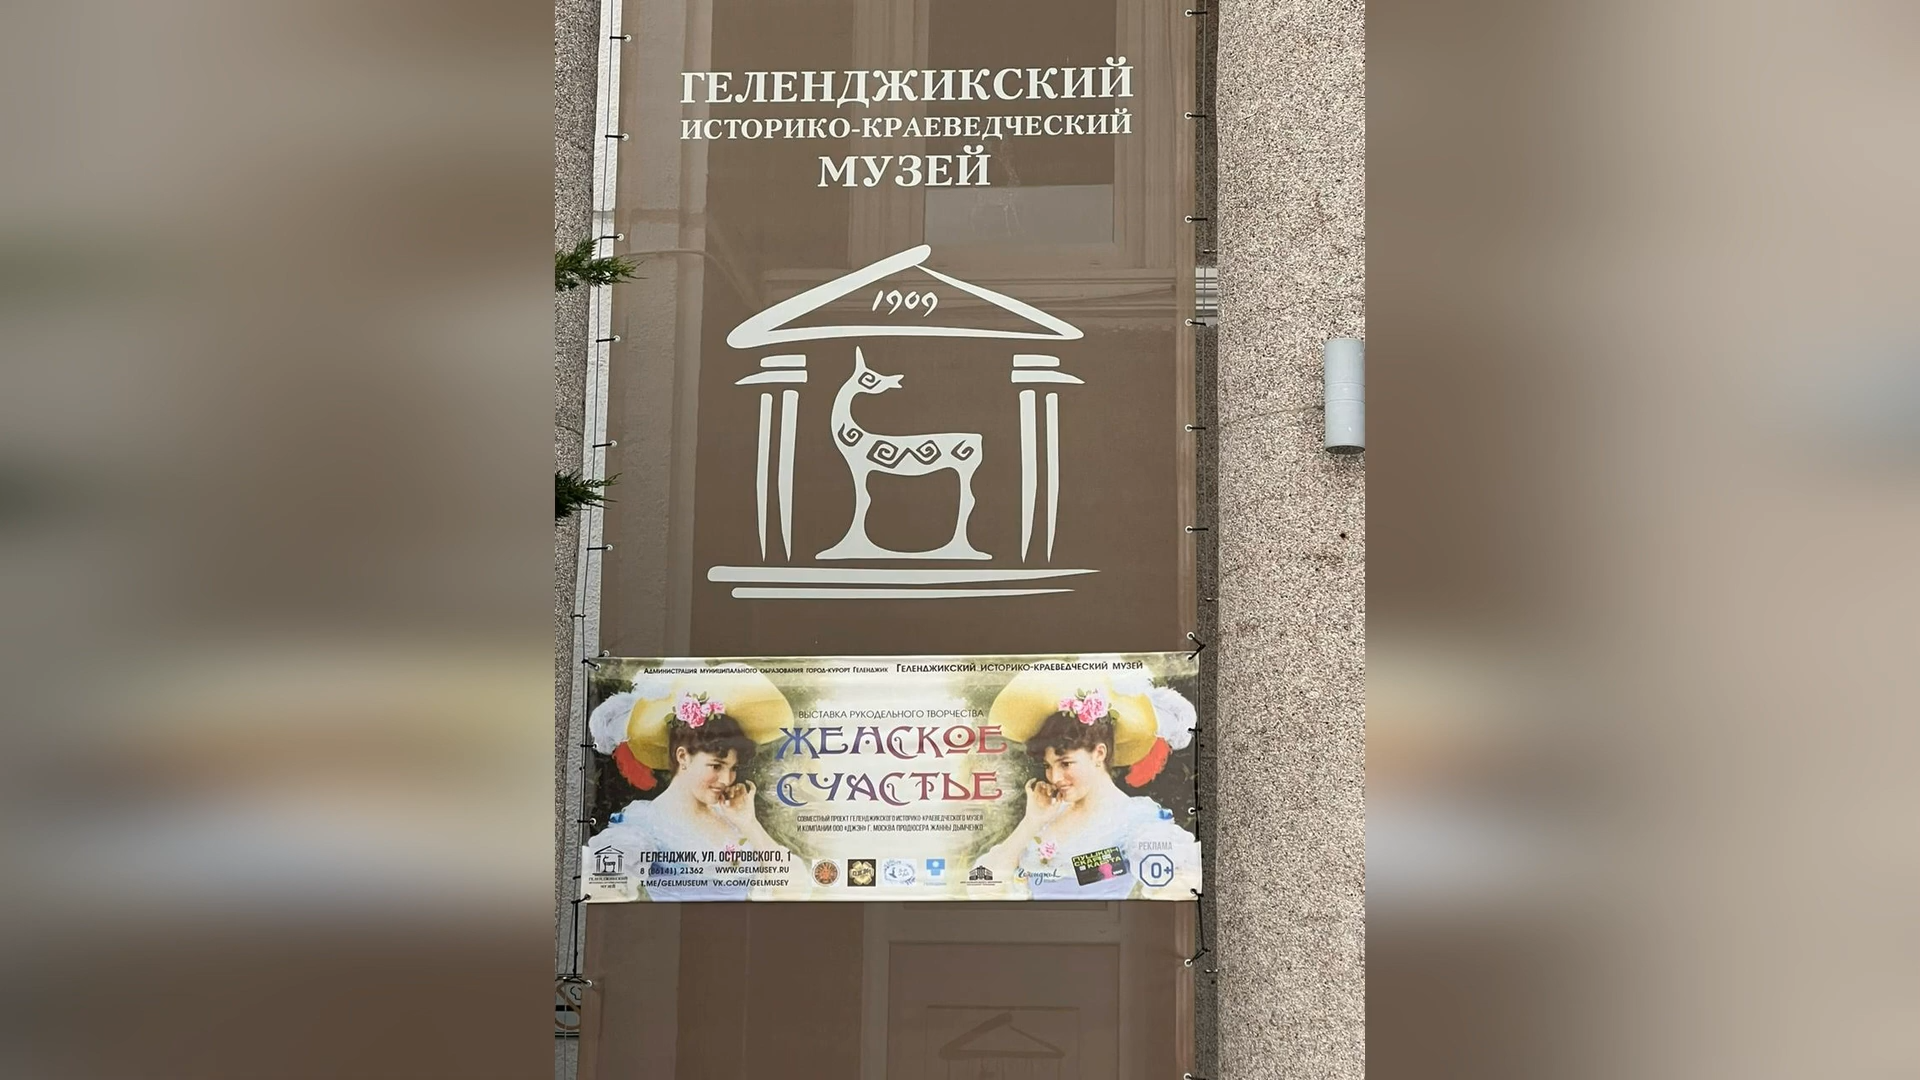 ГЕЛЕНДЖИКСКИЙ
ИСТОРИКО-КРАЕВЕДЧЕСКИЙ
МУЗЕЙ
1909
АДМИНИСТРАЦИЯ МУНИЦИПАЛЬНОГО ОБРАЗОВАНИЯ ГОРОД-КУРОРТ ГЕЛЕНДЖИК ГЕЛЕНДЖИКСКИЙ ИСТОРИКО-КРАЕВЕДЧЕСКИЙ МУЗЕЙ
ВЫСТАВКА РУКОДЕЛЬНОГО ТВОРЧЕСТВА
ЖЕНСКОЕ
СЧАСТЬЕ
СОВМЕСТНЫЙ ПРОЕКТ ГЕЛЕНДЖИКСКОГО ИСТОРИКО-КРАЕВЕДЧЕСКОГО МУЗЕЯ
И КОМПАНИИ ООО «ДЖЭН» Г. МОСКВА ПРОДЮСЕРА ЖАННЫ ДЫМЧЕНКО
ГЕЛЕНДЖИК, УЛ. ОСТРОВСКОГО, 1
8 (86141) 21362 WWW.GELMUSEY.RU
T.ME/GELMUSEUM VK.COM/GELMUSEY
РЕКЛАМА
0+